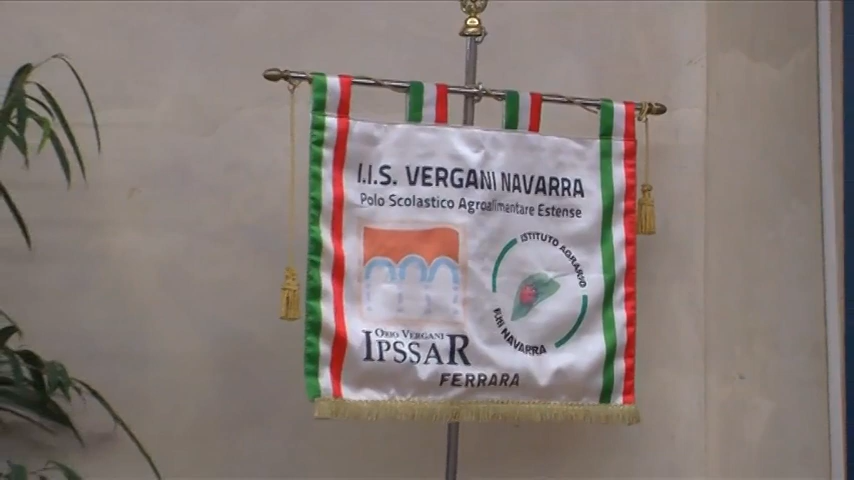 I.I.S. VERGANI NAVARRA
Polo Scolastico Agroalimentare Estense
ORIO VERGANI
IPSSAR
ISTITUTO AGRARIO
F.LLI NAVARRA
FERRARA